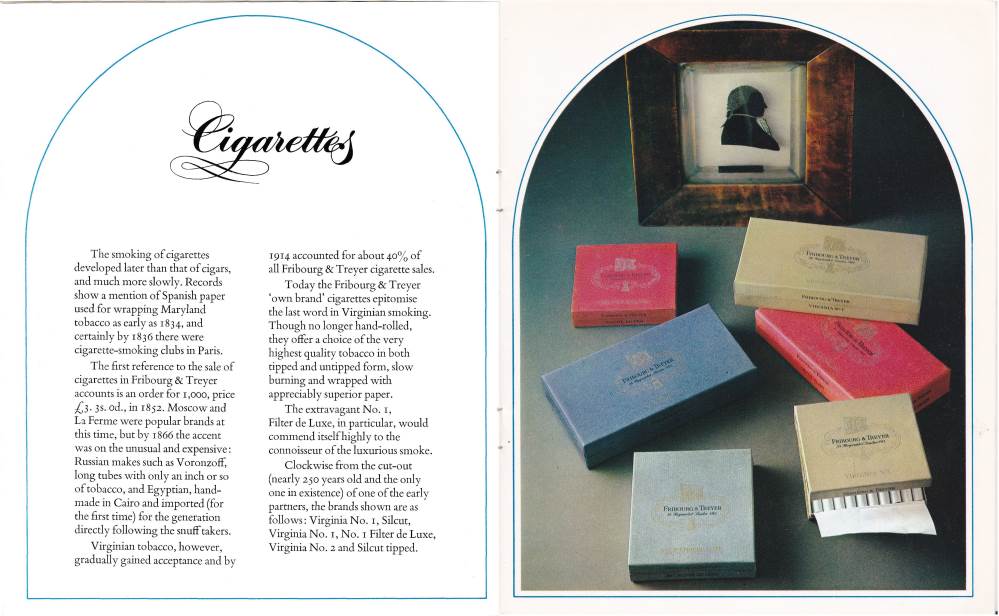 Cigarettes
The smoking of cigarettes
developed later than that of cigars,
and much more slowly. Records
show a mention of Spanish paper
used for wrapping Maryland
tobacco as early as 1834, and
certainly by 1836 there were
cigarette-smoking clubs in Paris.
The first reference to the sale of
cigarettes in Fribourg & Treyer
accounts is an order for 1,000, price
£3. 3s. 0d., in 1852. Moscow and
La Ferme were popular brands at
this time, but by 1866 the accent
was on the unusual and expensive:
Russian makes such as Voronzoff,
long tubes with only an inch or so
of tobacco, and Egyptian, hand-
made in Cairo and imported (for
the first time) for the generation
directly following the snuff takers.
Virginian tobacco, however,
gradually gained acceptance and by
1914 accounted for about 40% of
all Fribourg & Treyer cigarette sales.
Today the Fribourg & Treyer
‘own brand’ cigarettes epitomise
the last word in Virginian smoking.
Though no longer hand-rolled,
they offer a choice of the very
highest quality tobacco in both
tipped and untipped form, slow
burning and wrapped with
appreciably superior paper.
The extravagant No. 1,
Filter de Luxe, in particular, would
commend itself highly to the
connoisseur of the luxurious smoke.
Clockwise from the cut-out
(nearly 250 years old and the only
one in existence) of one of the early
partners, the brands shown are as
follows: Virginia No. 1, Silcut,
Virginia No. 1, No. 1 Filter de Luxe,
Virginia No. 2 and Silcut tipped.
FRIBOURG & TREYER
FRIBOURG & TREYER
VIRGINIA No 1
FRIBOURG & TREYER
FRIBOURG & TREYER
FRIBOURG & TREYER
VIRGINIA No 1
FRIBOURG & TREYER